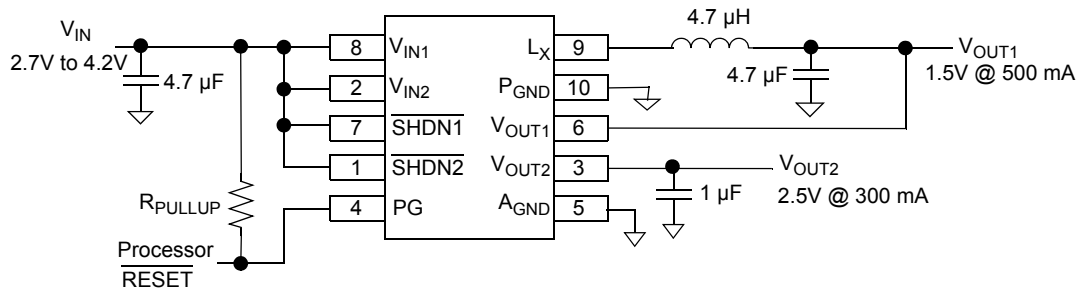 V_IN
2.7V to 4.2V
4.7 µF
R_PULLUP
Processor
RESET
8 V_IN1
2 V_IN2
7 SHDN1
1 SHDN2
4 PG
L_X 9
P_GND 10
V_OUT1 6
V_OUT2 3
A_GND 5
4.7 µH
4.7 µF
V_OUT1
1.5V @ 500 mA
1 µF
V_OUT2
2.5V @ 300 mA